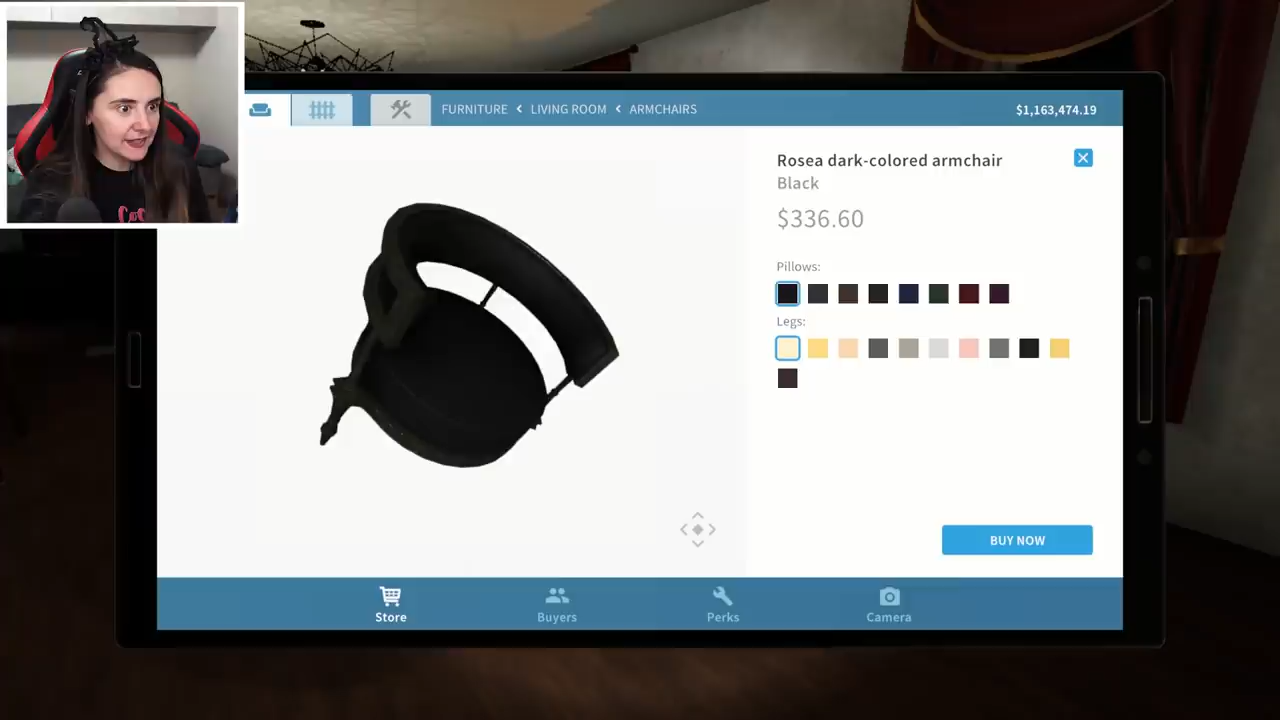 FURNITURE < LIVING ROOM < ARMCHAIRS
$1,163,474.19
Rosea dark-colored armchair
Black
$336.60
Pillows:
Legs:
BUY NOW
Store
Buyers
Perks
Camera